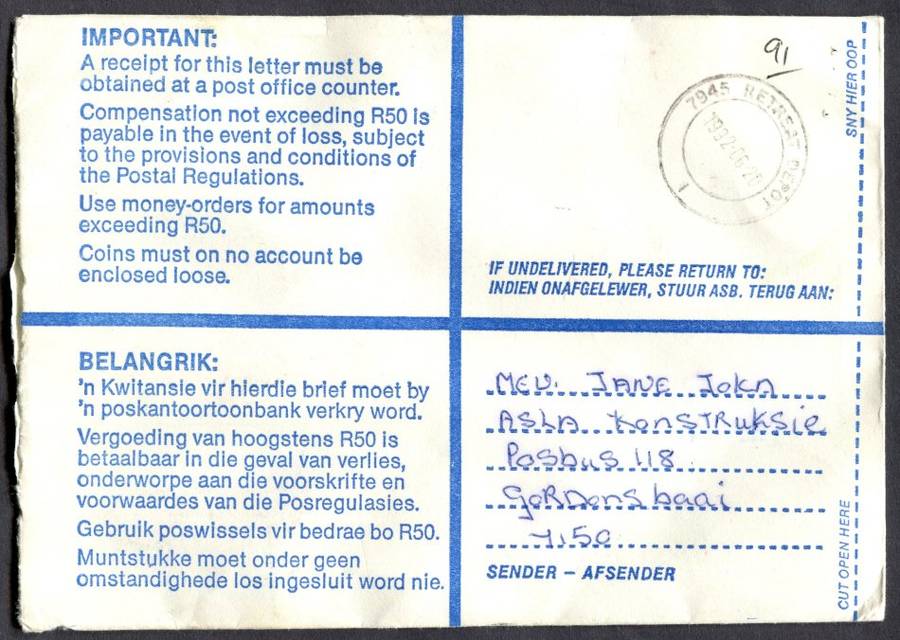 IMPORTANT:
A receipt for this letter must be
obtained at a post office counter.
Compensation not exceeding R50 is
payable in the event of loss, subject
to the provisions and conditions of
the Postal Regulations.
Use money-orders for amounts
exceeding R50.
Coins must on no account be
enclosed loose.
91
7945 RETREAT DEPOT
1992-06-20
1
SNY HIER OOP
IF UNDELIVERED, PLEASE RETURN TO:
INDIEN ONAFGELEWER, STUUR ASB. TERUG AAN:
BELANGRIK:
'n Kwitansie vir hierdie brief moet by
'n poskantoortoonbank verkry word.
Vergoeding van hoogstens R50 is
betaalbaar in die geval van verlies,
onderworpe aan die voorskrifte en
voorwaardes van die Posregulasies.
Gebruik poswissels vir bedrae bo R50.
Muntstukke moet onder geen
omstandighede los ingesluit word nie.
MEV. JANE
ASLA KONSTRUKSIE
Posbus 118
GORDONSbaai
7150
SENDER – AFSENDER
CUT OPEN HERE